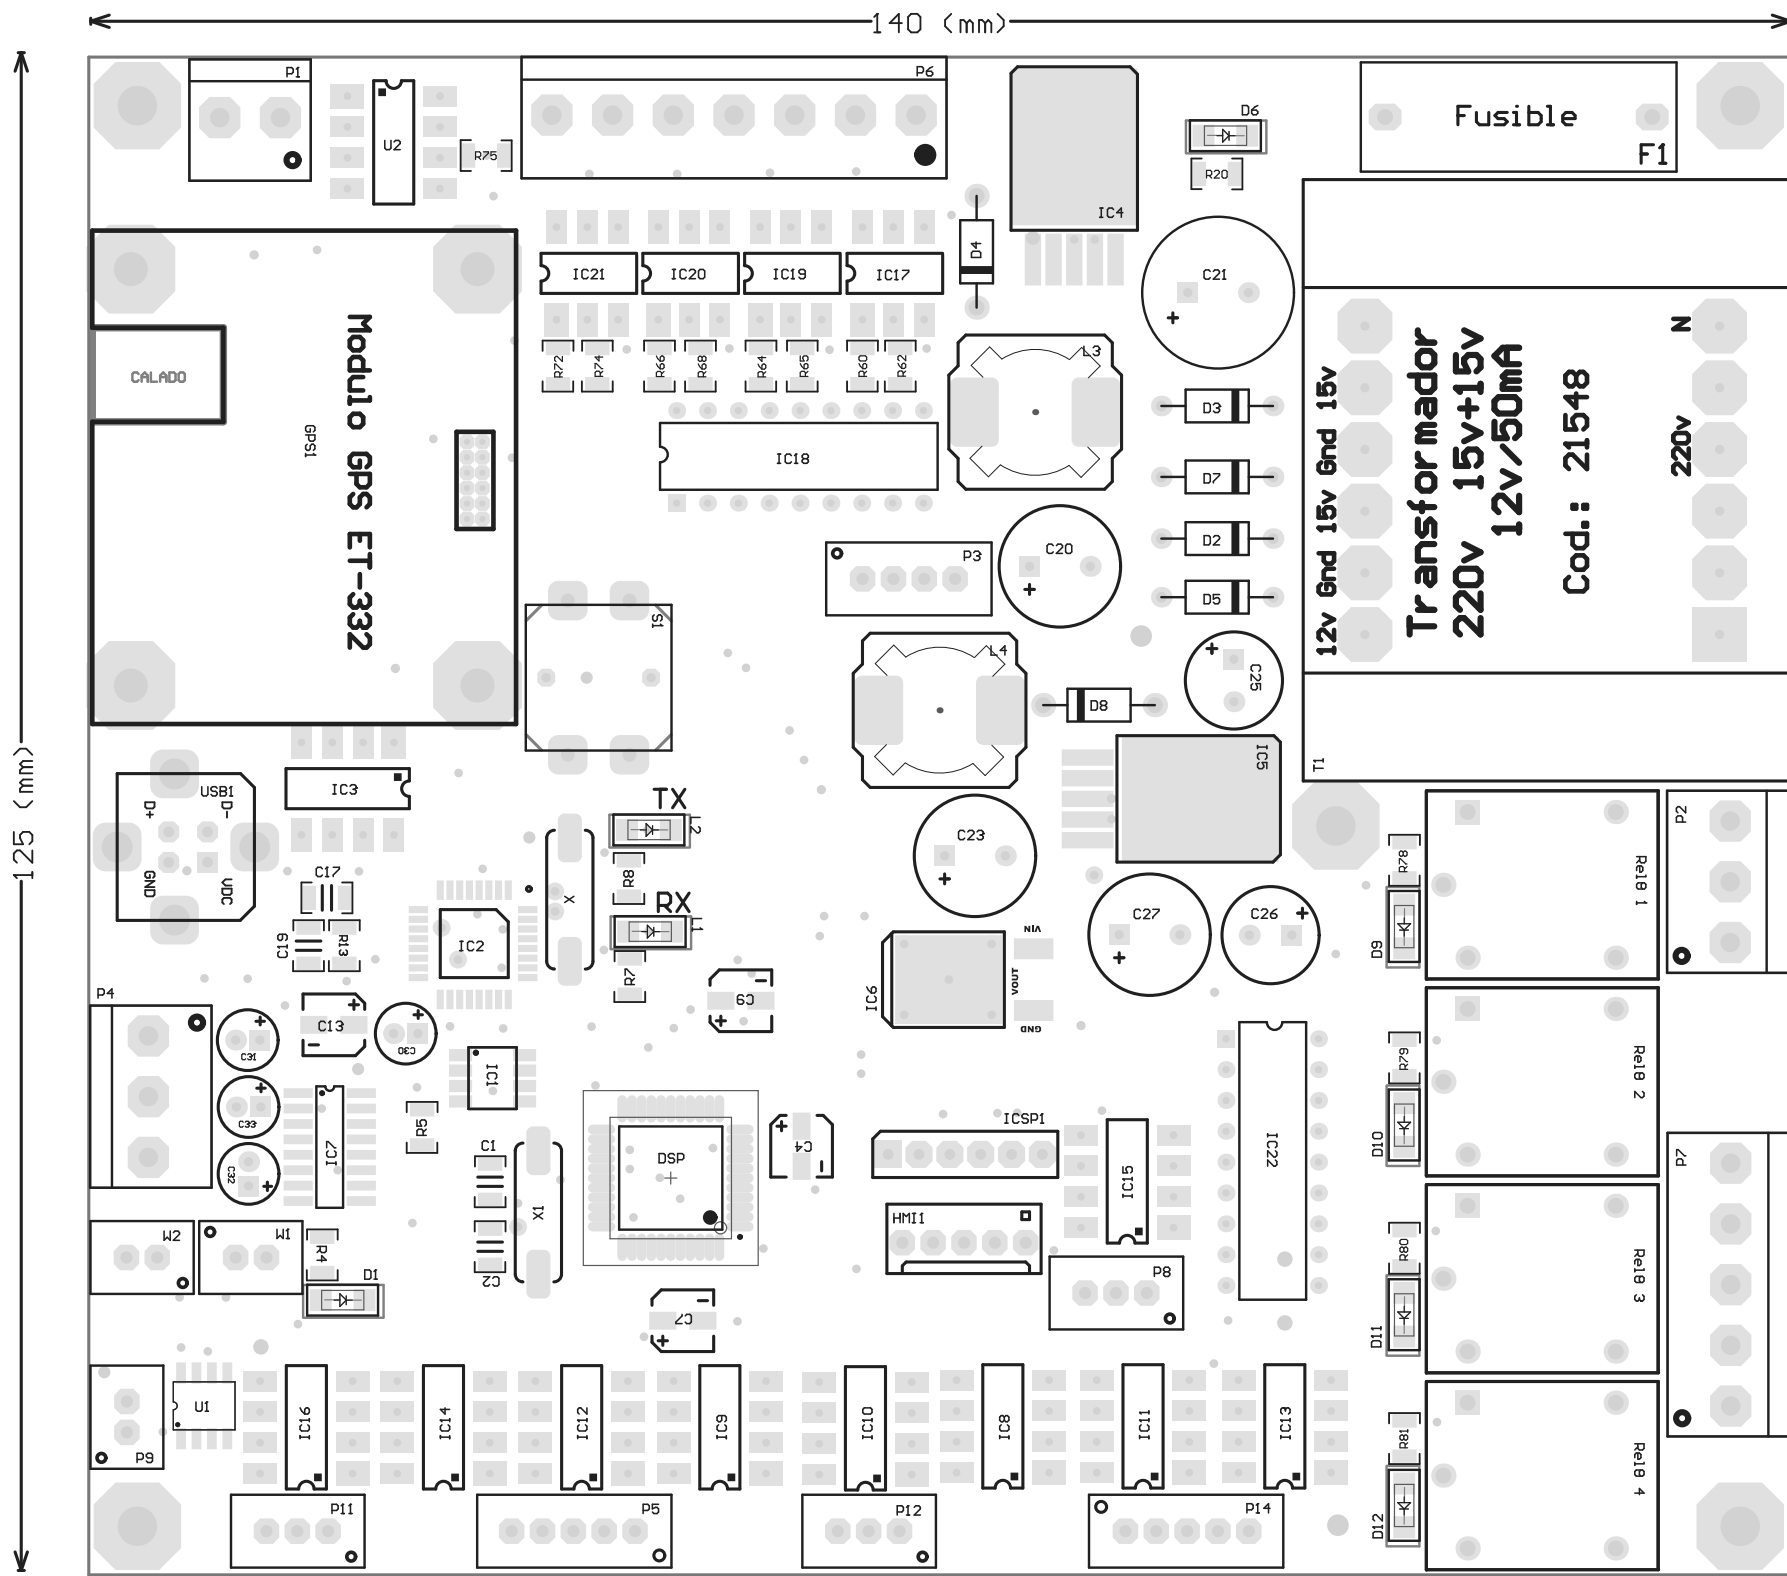 140 (mm)
125 (mm)
P1
U2
R75
P6
IC4
D6
R20
Fusible
F1
IC21
IC20
IC19
IC17
D4
C21
R72
R74
R66
R68
R64
R65
R60
R62
L3
CALADO
GPS1
Modulo GPS ET-332
IC18
D3
D7
D2
D5
12v Gnd 15v Gnd 15v
Transformador
220v 15v+15v
12v/50mA
Cod.: 21548
220v
N
T1
P3
C20
S1
L4
D8
C25
IC5
USB1
D+
D-
GND
VDC
IC3
TX
L2
R8
RX
L1
R7
X
C23
C17
C19
R13
IC2
C27
C26
IC6
VIN
VOUT
GND
C9
P4
C13
C31
C30
C33
C32
IC7
R5
IC1
C1
C2
X1
DSP
C4
C7
ICSP1
HMI1
IC15
P8
IC22
W2
W1
R4
D1
R78
D9
Rel8 1
P2
R79
D10
Rel8 2
P7
R80
D11
Rel8 3
R81
D12
Rel8 4
U1
P9
IC16
IC14
IC12
IC9
IC10
IC8
IC11
IC13
P11
P5
P12
P14